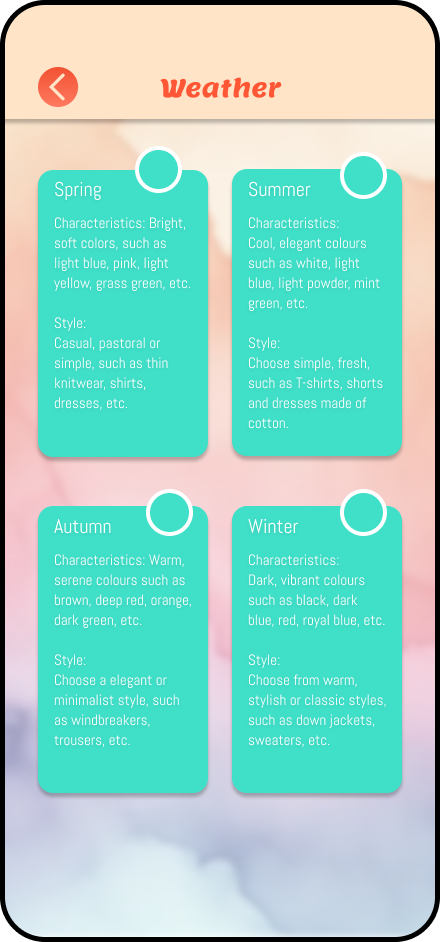 Weather
Spring
Characteristics: Bright,
soft colors, such as
light blue, pink, light
yellow, grass green, etc.
Style:
Casual, pastoral or
simple, such as thin
knitwear, shirts,
dresses, etc.
Summer
Characteristics:
Cool, elegant colours
such as white, light
blue, light powder, mint
green, etc.
Style:
Choose simple, fresh,
such as T-shirts, shorts
and dresses made of
cotton.
Autumn
Characteristics: Warm,
serene colours such as
brown, deep red, orange,
dark green, etc.
Style:
Choose a elegant or
minimalist style, such
as windbreakers,
trousers, etc.
Winter
Characteristics:
Dark, vibrant colours
such as black, dark
blue, red, royal blue, etc.
Style:
Choose from warm,
stylish or classic styles,
such as down jackets,
sweaters, etc.